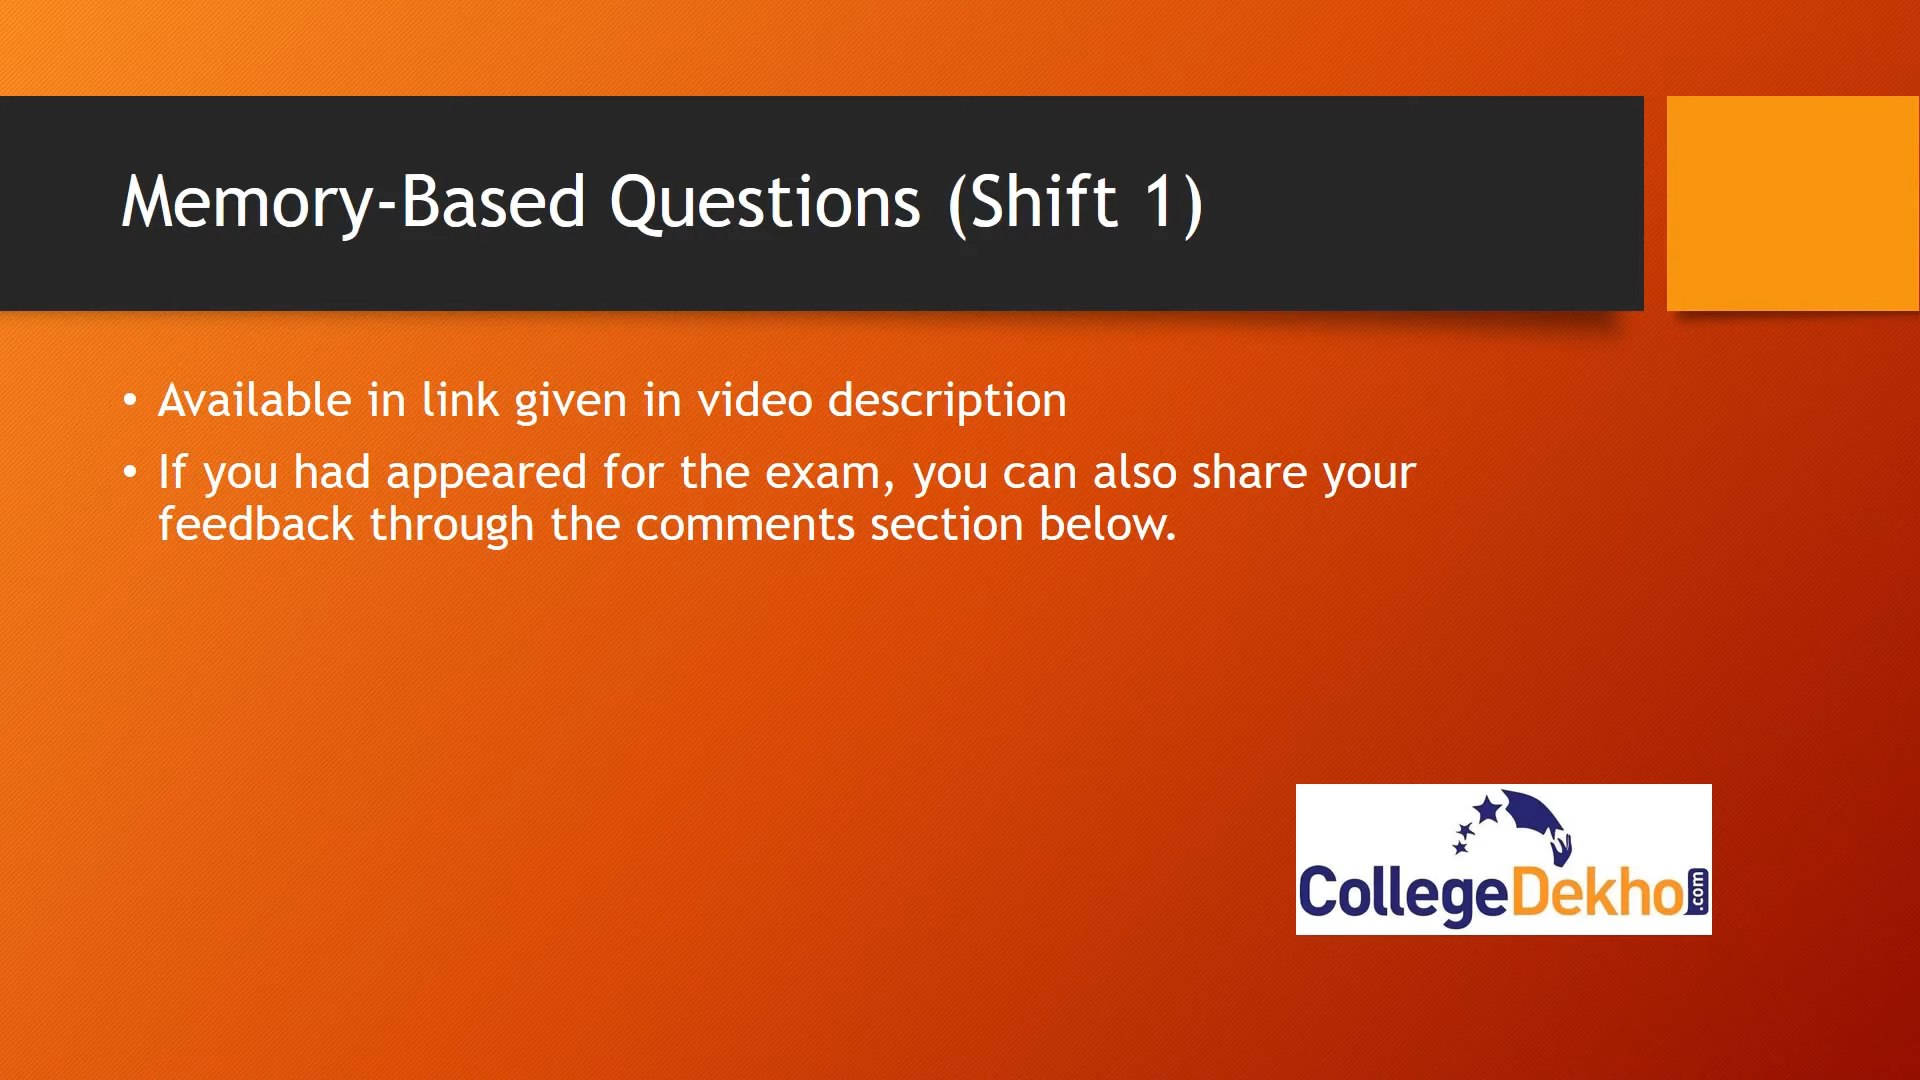 Memory-Based Questions (Shift 1)
• Available in link given in video description
• If you had appeared for the exam, you can also share your
feedback through the comments section below.
CollegeDekho.com